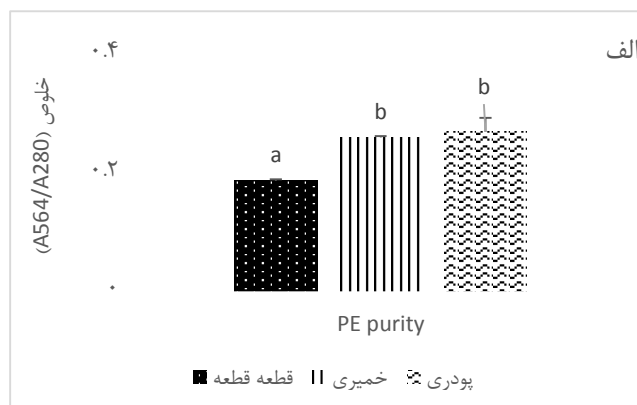 الف
۰.۴
۰.۲
۰
خلوص (A564/A280)
a
b
b
PE purity
قطعه قطعه
خمیری
پودری